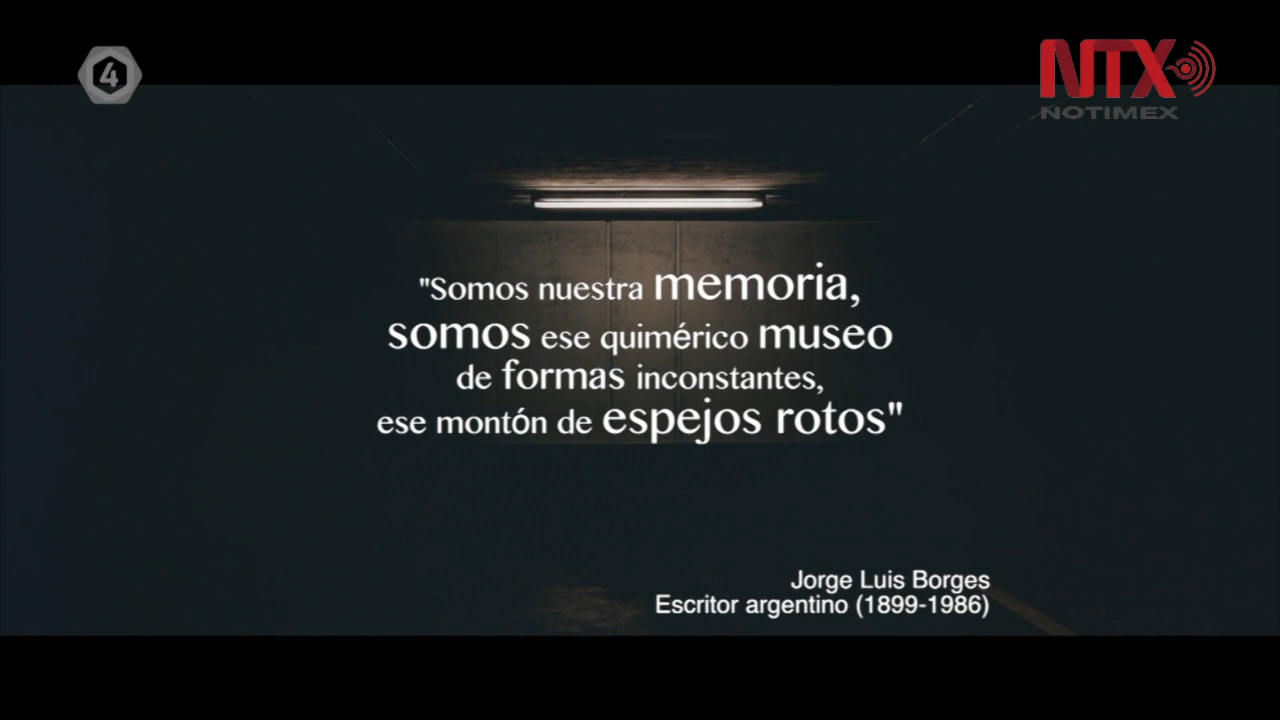 4
NTX
NOTIMEX
"Somos nuestra memoria,
somos ese quimérico museo
de formas inconstantes,
ese montón de espejos rotos"
Jorge Luis Borges
Escritor argentino (1899-1986)